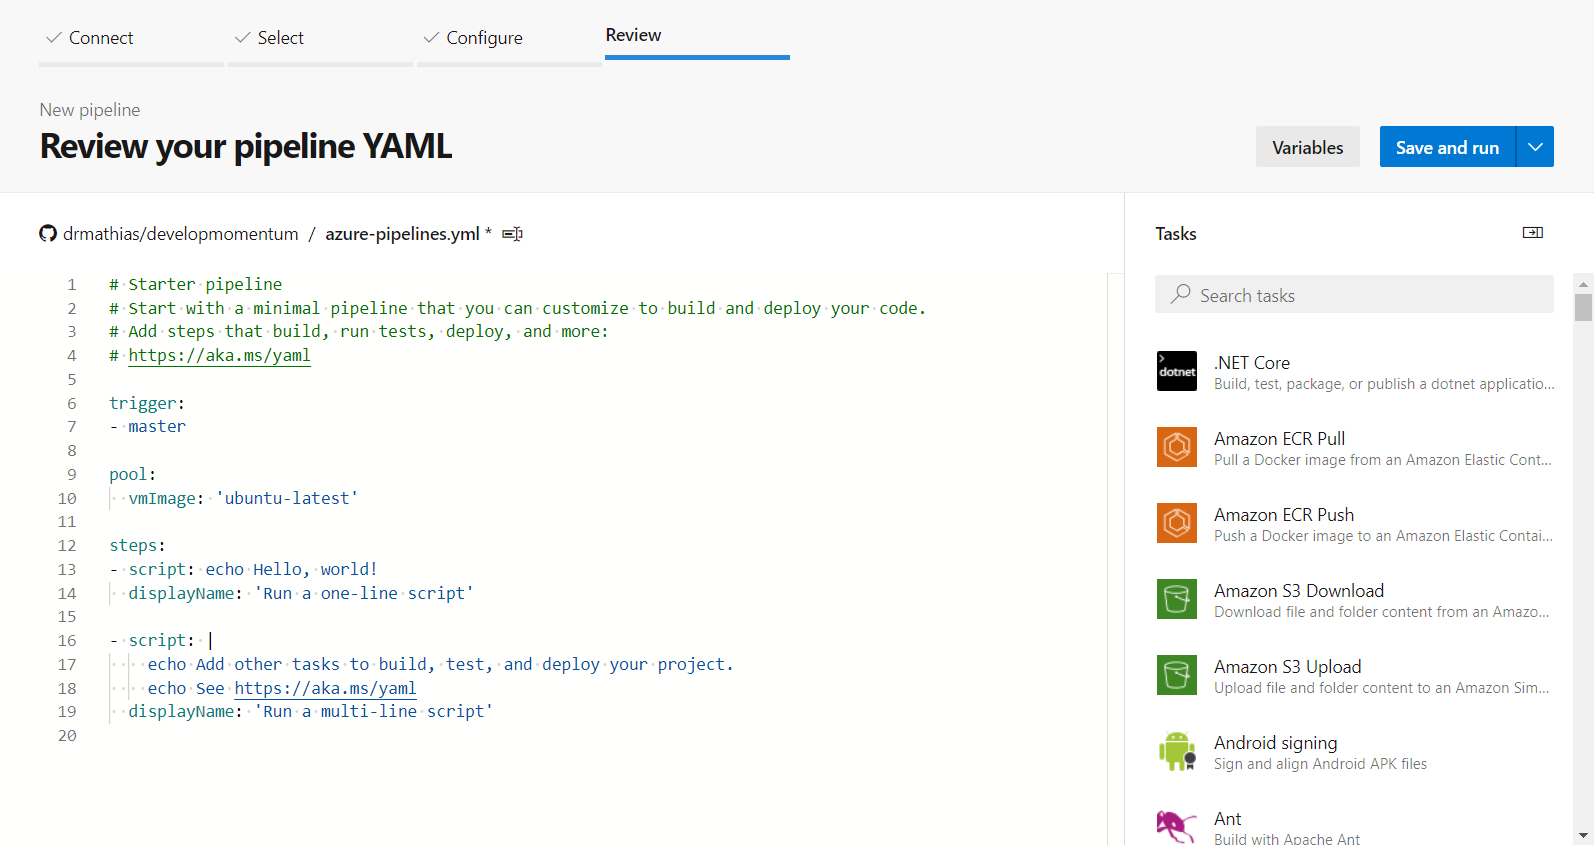 Connect
Select
Configure
Review
New pipeline
Review your pipeline YAML
Variables
Save and run
drmathias/developmomentum / azure-pipelines.yml *
1 # Starter pipeline
2 # Start with a minimal pipeline that you can customize to build and deploy your code.
3 # Add steps that build, run tests, deploy, and more:
4 # https://aka.ms/yaml
5
6 trigger:
7 - master
8
9 pool:
10   vmImage: 'ubuntu-latest'
11
12 steps:
13 - script: echo Hello, world!
14   displayName: 'Run a one-line script'
15
16 - script: |
17     echo Add other tasks to build, test, and deploy your project.
18     echo See https://aka.ms/yaml
19   displayName: 'Run a multi-line script'
20
Tasks
Search tasks
dotnet
.NET Core
Build, test, package, or publish a dotnet applicatio...
Amazon ECR Pull
Pull a Docker image from an Amazon Elastic Cont...
Amazon ECR Push
Push a Docker image to an Amazon Elastic Contai...
Amazon S3 Download
Download file and folder content from an Amazo...
Amazon S3 Upload
Upload file and folder content to an Amazon Sim...
Android signing
Sign and align Android APK files
Ant
Build with Apache Ant